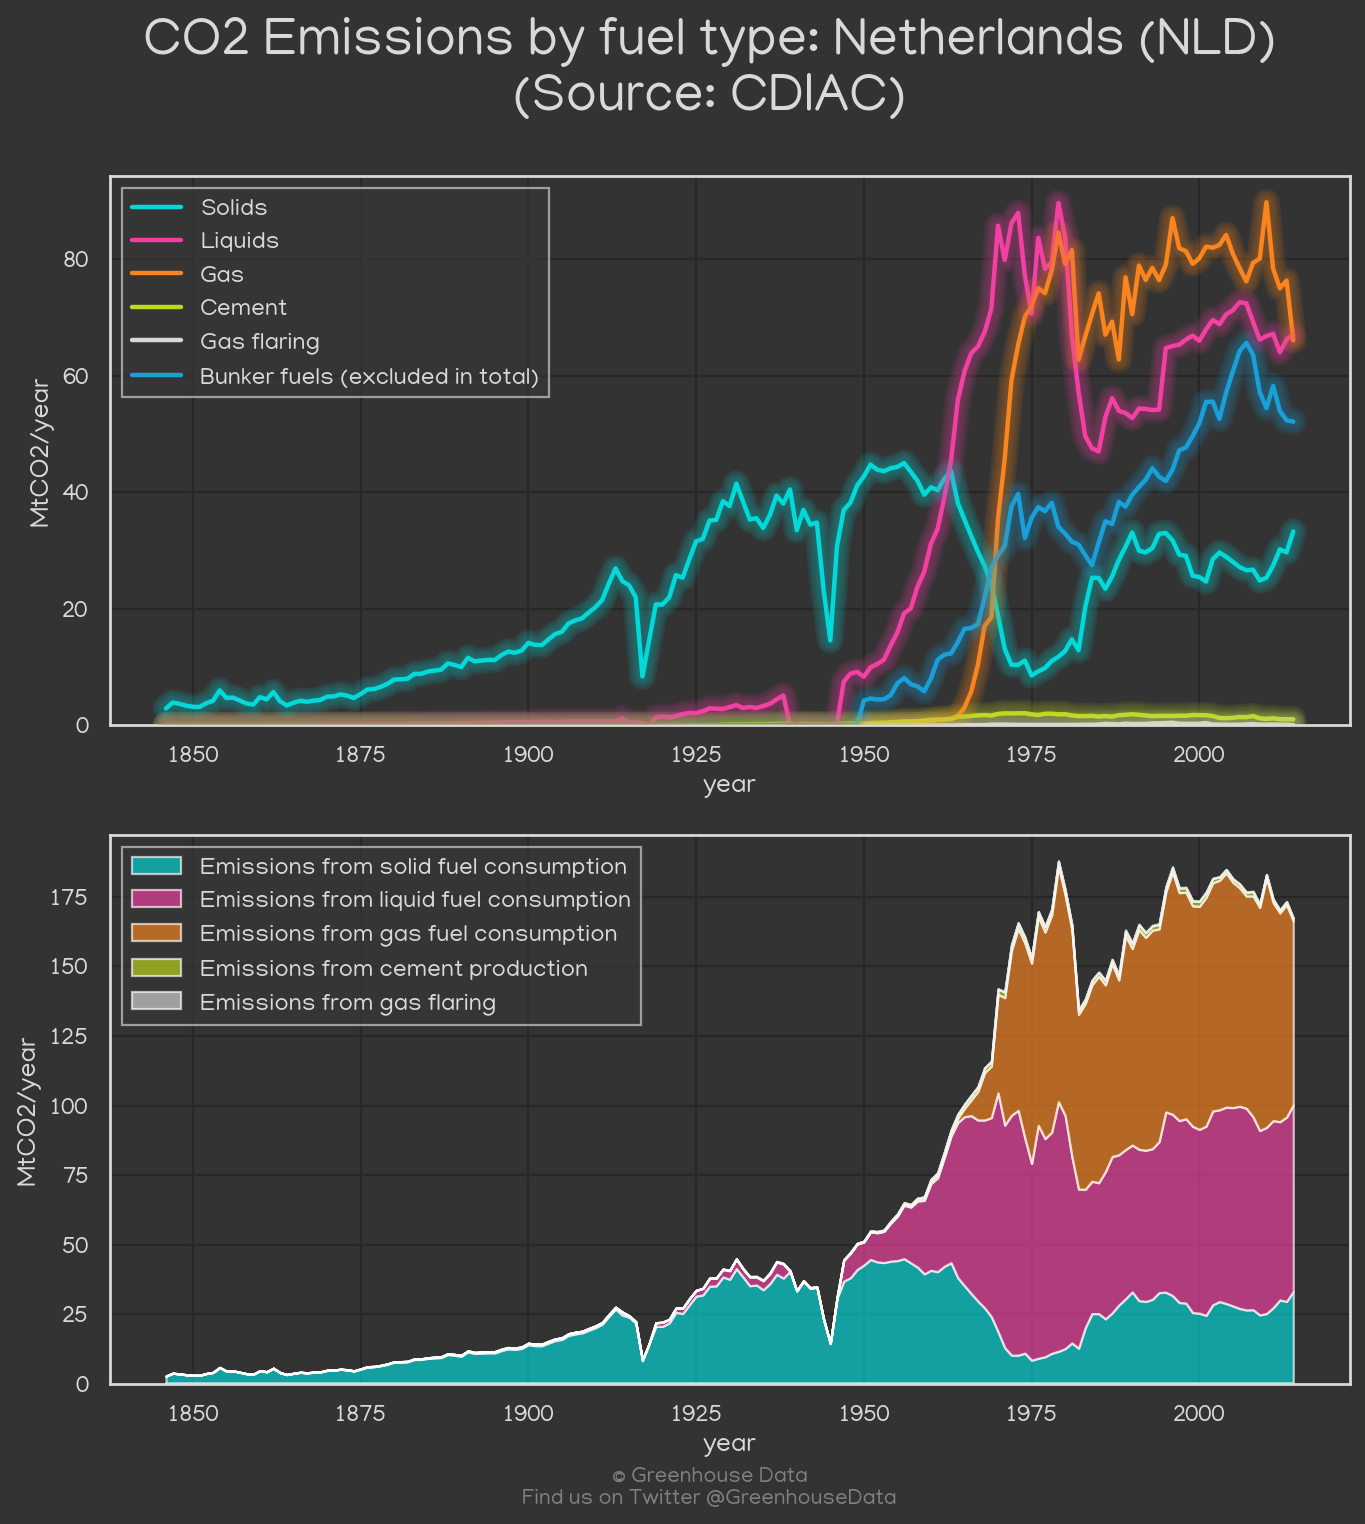 CO2 Emissions by fuel type: Netherlands (NLD)
(Source: CDIAC)
Solids
Liquids
Gas
Cement
Gas flaring
Bunker fuels (excluded in total)
MtCO2/year
80
60
40
20
0
1850 1875 1900 1925 1950 1975 2000
year
Emissions from solid fuel consumption
Emissions from liquid fuel consumption
Emissions from gas fuel consumption
Emissions from cement production
Emissions from gas flaring
MtCO2/year
175
150
125
100
75
50
25
0
1850 1875 1900 1925 1950 1975 2000
year
© Greenhouse Data
Find us on Twitter @GreenhouseData